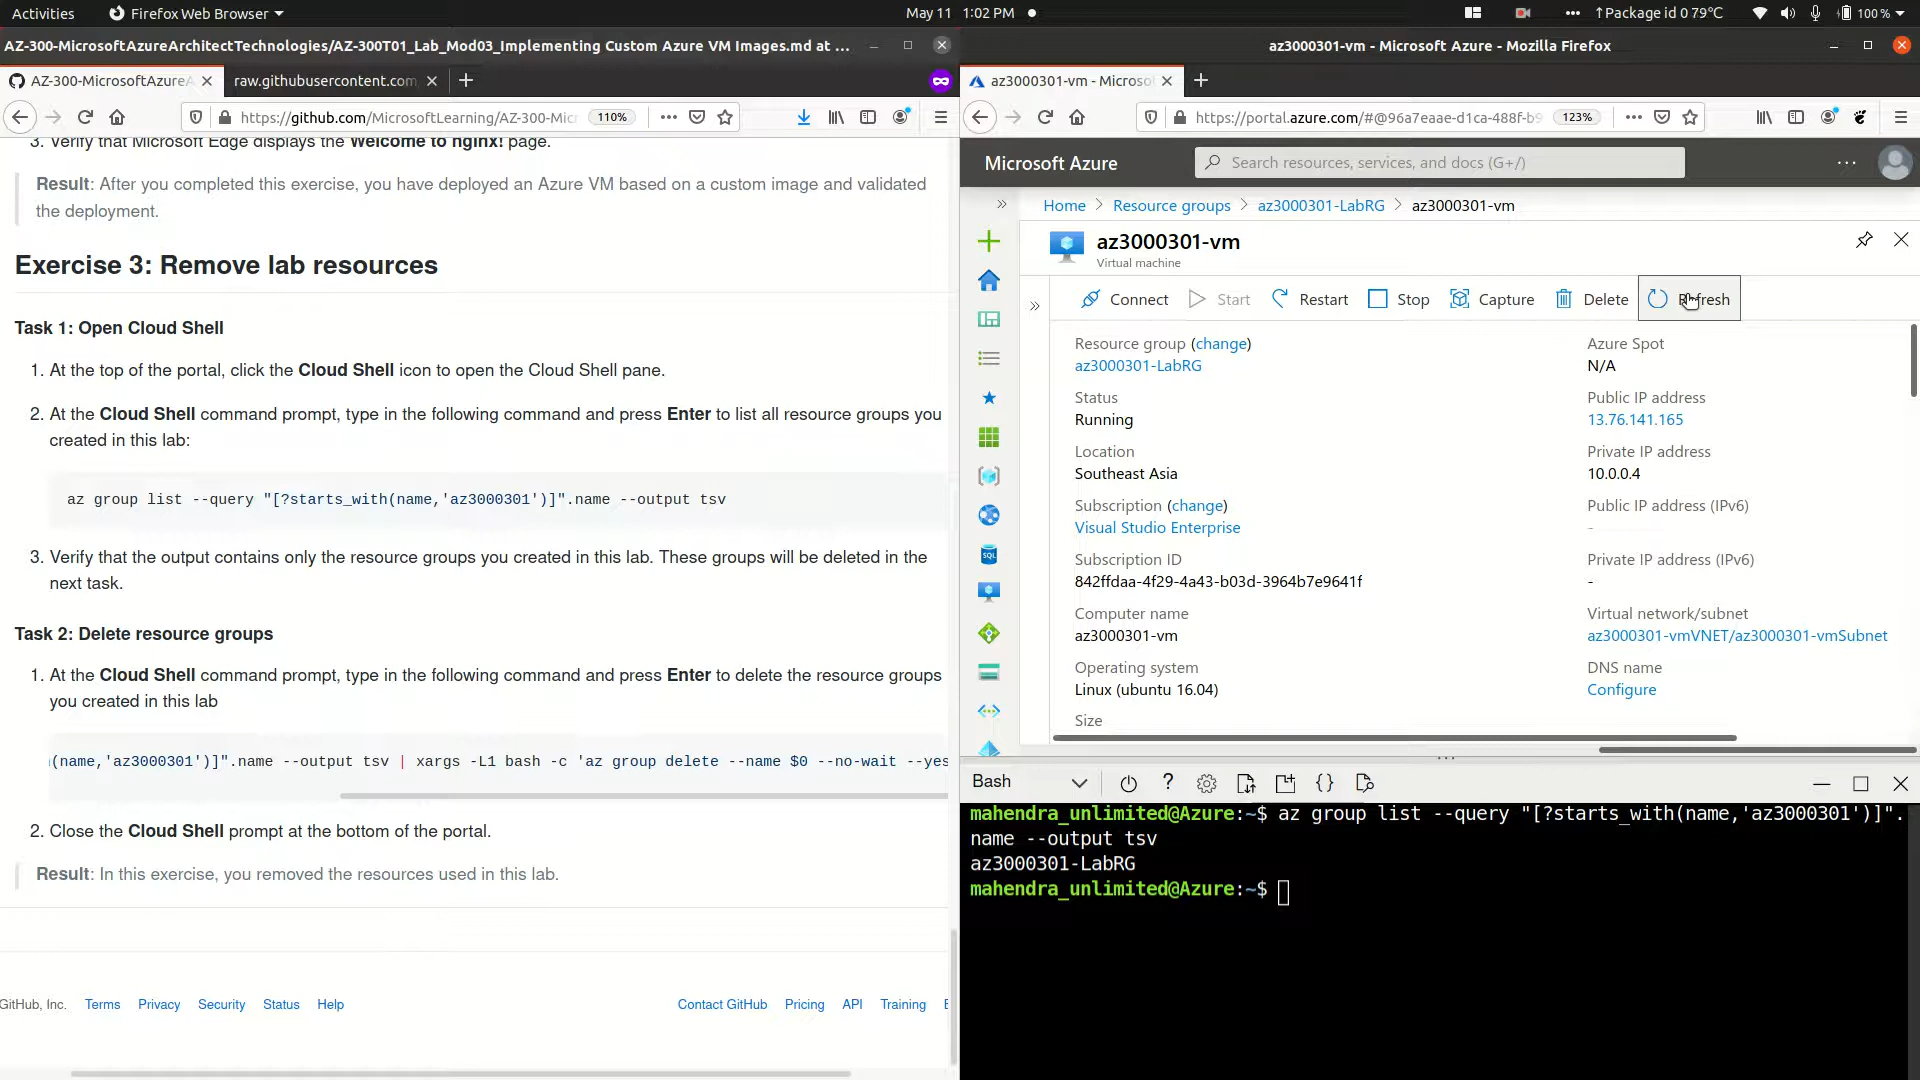 Activities
Firefox Web Browser
May 11 1:02 PM
↑Package id 0 79℃
100 %
AZ-300-MicrosoftAzureArchitectTechnologies/AZ-300T01_Lab_Mod03_Implementing Custom Azure VM Images.md at ...
AZ-300-MicrosoftAzureA
raw.githubusercontent.com
https://github.com/MicrosoftLearning/AZ-300-Mic
110%
3. Verify that Microsoft Edge displays the Welcome to nginx! page.
Result: After you completed this exercise, you have deployed an Azure VM based on a custom image and validated
the deployment.
Exercise 3: Remove lab resources
Task 1: Open Cloud Shell
1. At the top of the portal, click the Cloud Shell icon to open the Cloud Shell pane.
2. At the Cloud Shell command prompt, type in the following command and press Enter to list all resource groups you
created in this lab:
az group list --query "[?starts_with(name,'az3000301')]".name --output tsv
3. Verify that the output contains only the resource groups you created in this lab. These groups will be deleted in the
next task.
Task 2: Delete resource groups
1. At the Cloud Shell command prompt, type in the following command and press Enter to delete the resource groups
you created in this lab
(name,'az3000301')]".name --output tsv | xargs -L1 bash -c 'az group delete --name $0 --no-wait --yes
2. Close the Cloud Shell prompt at the bottom of the portal.
Result: In this exercise, you removed the resources used in this lab.
GitHub, Inc.
Terms
Privacy
Security
Status
Help
Contact GitHub
Pricing
API
Training
az3000301-vm - Microsoft Azure - Mozilla Firefox
az3000301-vm - Microso
https://portal.azure.com/#@96a7eaae-d1ca-488f-b9
123%
Microsoft Azure
Search resources, services, and docs (G+/)
Home > Resource groups > az3000301-LabRG > az3000301-vm
az3000301-vm
Virtual machine
Connect
Start
Restart
Stop
Capture
Delete
Refresh
Resource group (change)
az3000301-LabRG
Status
Running
Location
Southeast Asia
Subscription (change)
Visual Studio Enterprise
Subscription ID
842ffdaa-4f29-4a43-b03d-3964b7e9641f
Computer name
az3000301-vm
Operating system
Linux (ubuntu 16.04)
Size
Azure Spot
N/A
Public IP address
13.76.141.165
Private IP address
10.0.0.4
Public IP address (IPv6)
-
Private IP address (IPv6)
-
Virtual network/subnet
az3000301-vmVNET/az3000301-vmSubnet
DNS name
Configure
SQL
Bash
mahendra_unlimited@Azure:~$ az group list --query "[?starts_with(name,'az3000301')]".
name --output tsv
az3000301-LabRG
mahendra_unlimited@Azure:~$